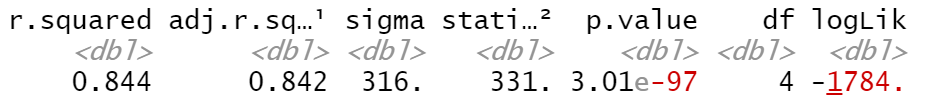 r.squared adj.r.sq…¹ sigma stati…² p.value df logLik
<dbl> <dbl> <dbl> <dbl> <dbl> <dbl> <dbl>
0.844 0.842 316. 331. 3.01e-97 4 -1784.